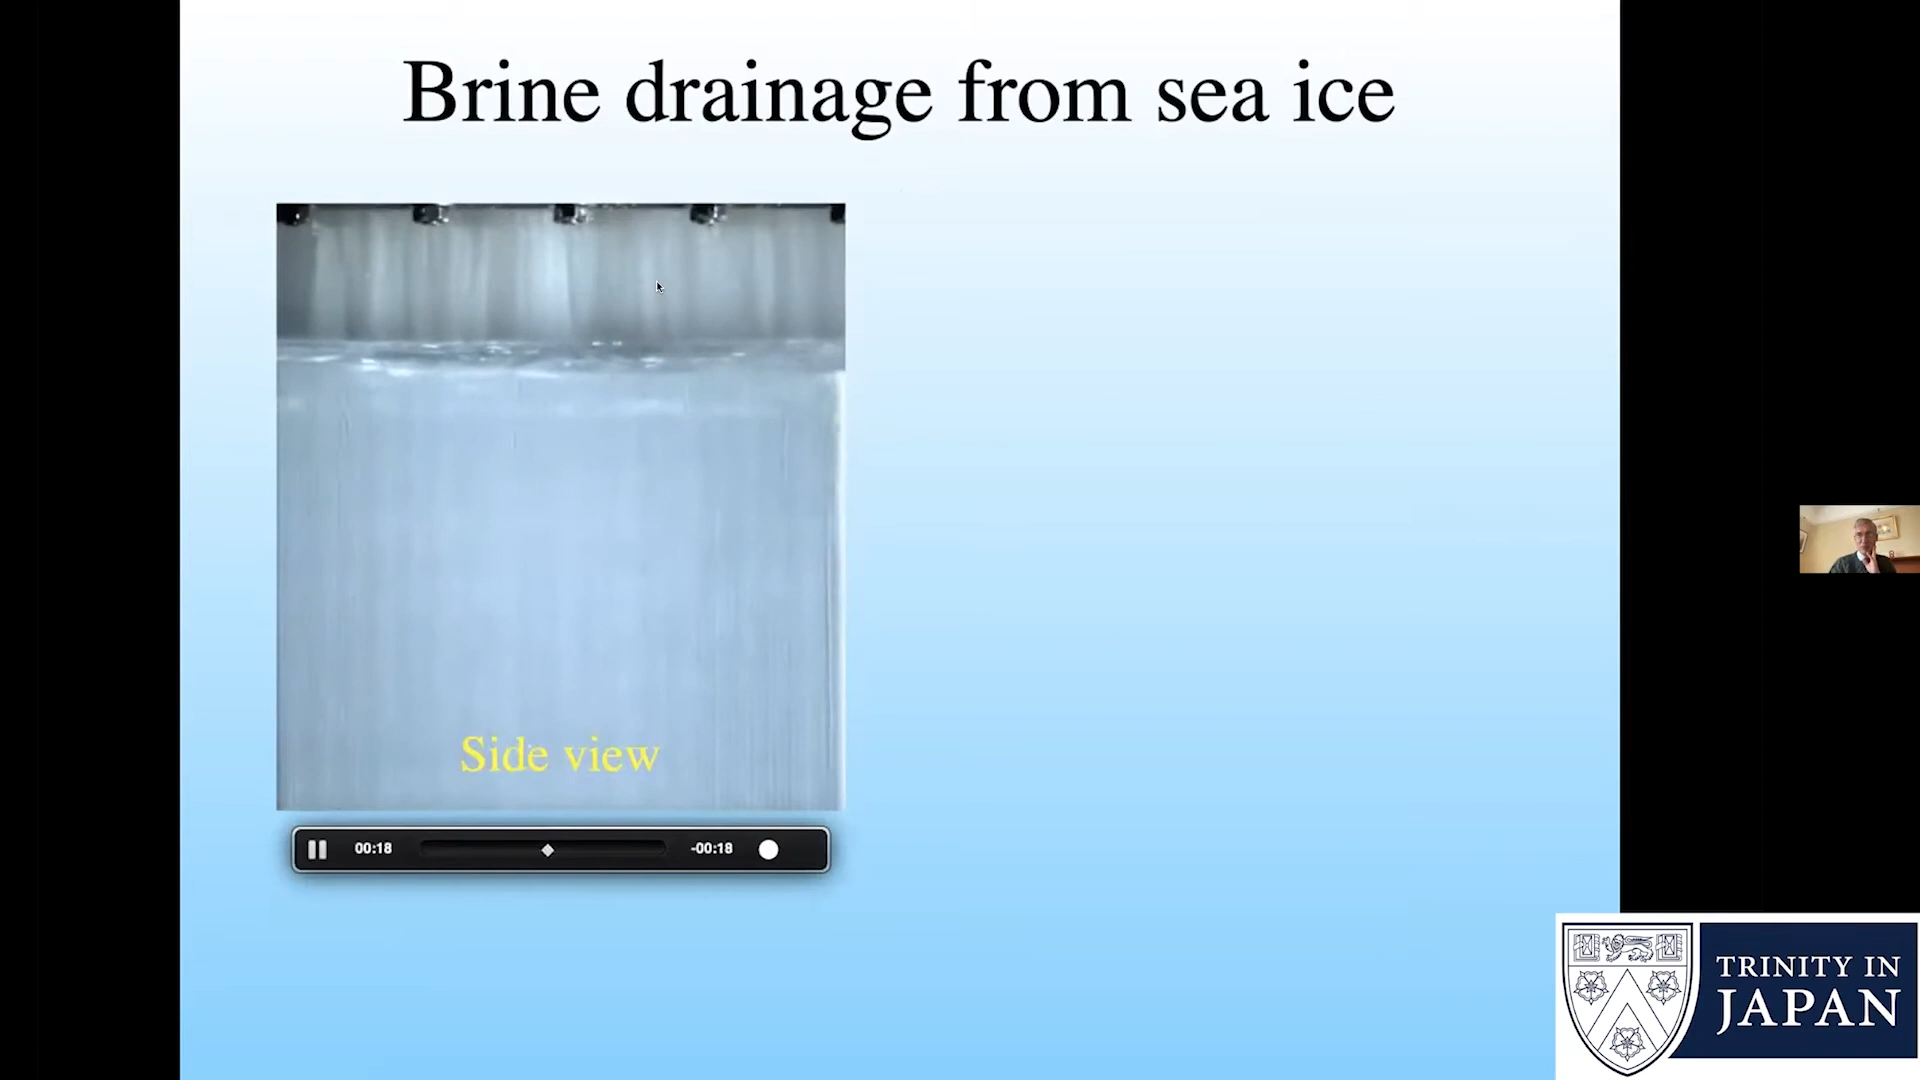 Brine drainage from sea ice
Side view
00:18
-00:18
TRINITY IN
JAPAN